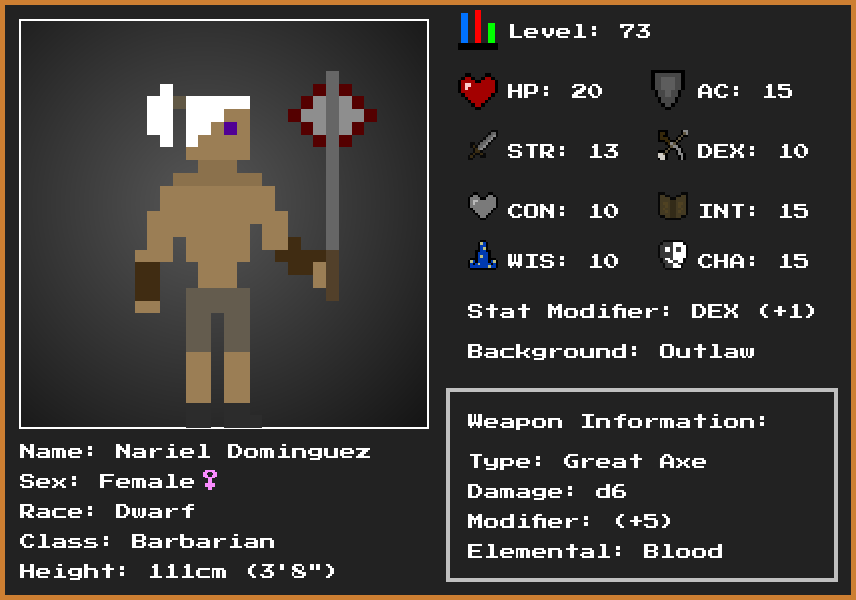 Level: 73
HP: 20 AC: 15
STR: 13 DEX: 10
CON: 10 INT: 15
WIS: 10 CHA: 15
Stat Modifier: DEX (+1)
Background: Outlaw
Weapon Information:
Type: Great Axe
Damage: d6
Modifier: (+5)
Elemental: Blood
Name: Nariel Dominguez
Sex: Female♀
Race: Dwarf
Class: Barbarian
Height: 111cm (3'8")